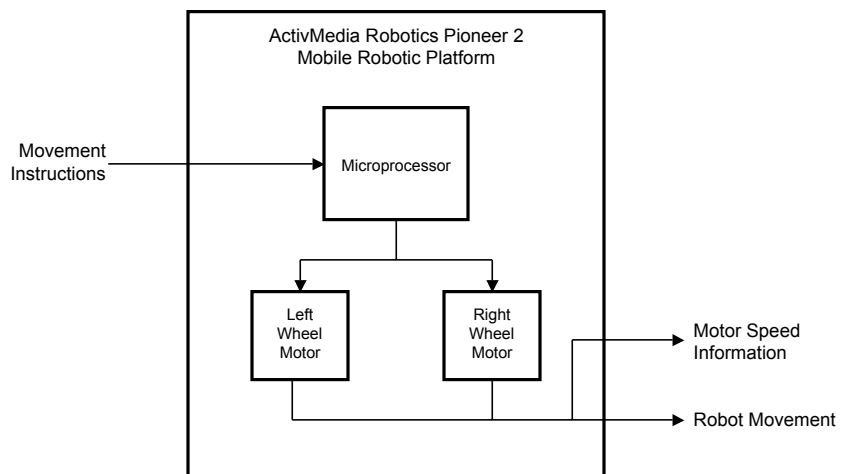 ActivMedia Robotics Pioneer 2
Mobile Robotic Platform
Movement
Instructions
Microprocessor
Left
Wheel
Motor
Right
Wheel
Motor
Motor Speed
Information
Robot Movement